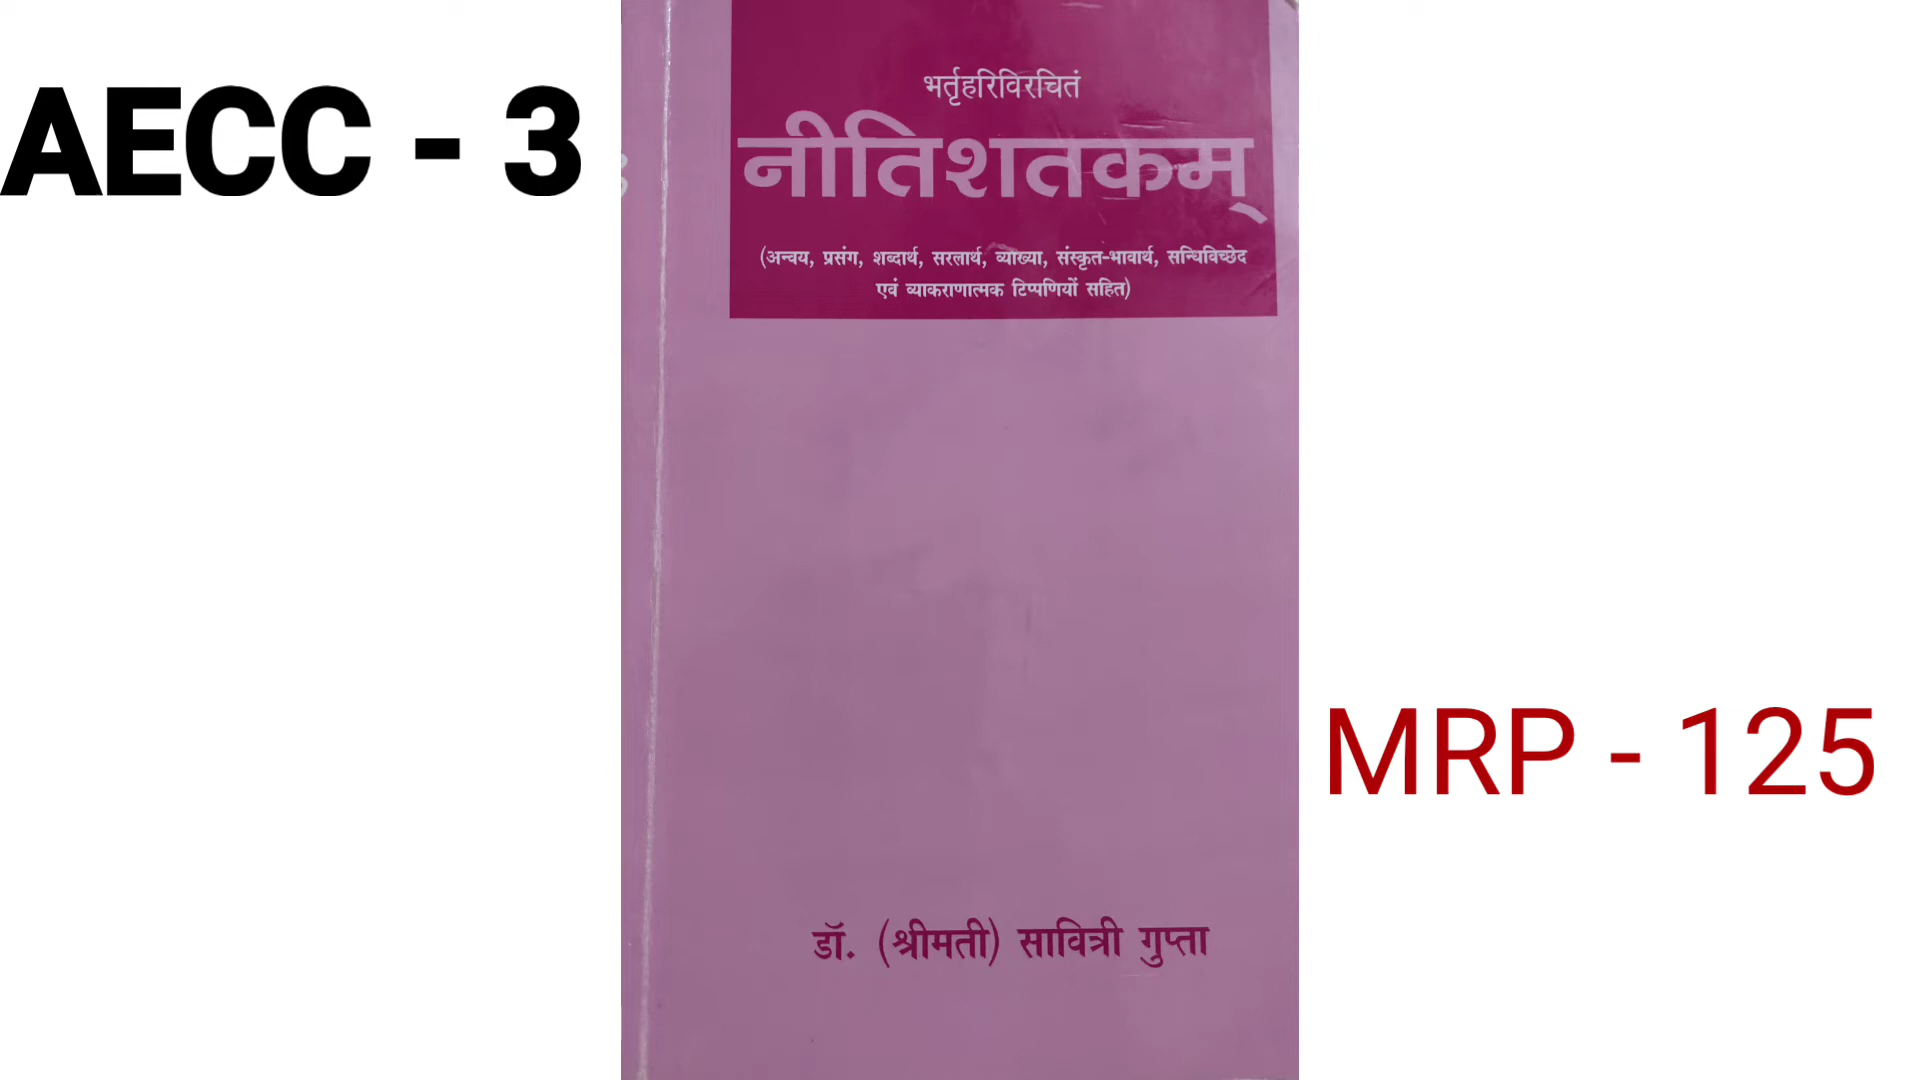 AECC - 3
भर्तृहरिविरचितं
नीतिशतकम्
(अन्वय, प्रसंग, शब्दार्थ, सरलार्थ, व्याख्या, संस्कृत-भावार्थ, सन्धिविच्छेद
एवं व्याकराणात्मक टिप्पणियों सहित)
MRP - 125
डॉ. (श्रीमती) सावित्री गुप्ता